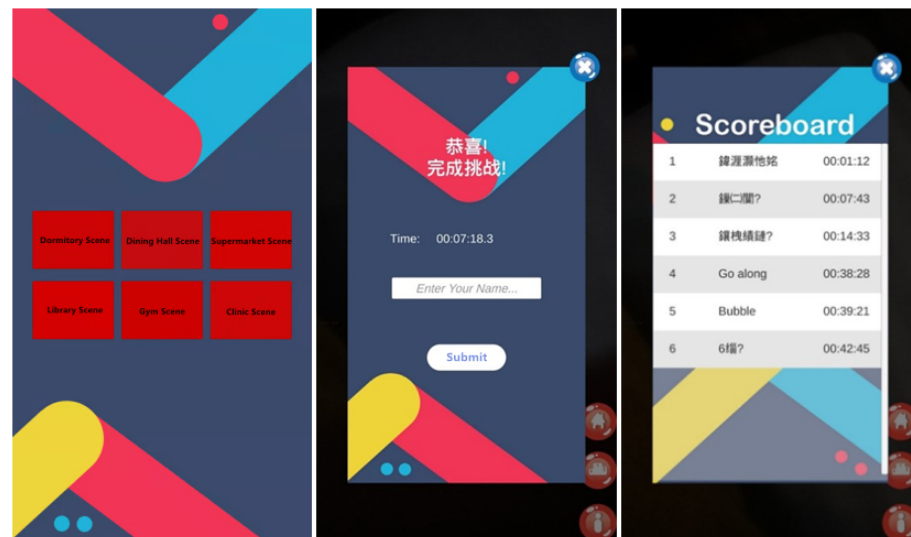 Dormitory Scene
Dining Hall Scene
Supermarket Scene
Library Scene
Gym Scene
Clinic Scene
恭喜!
完成挑战!
Time: 00:07:18.3
Enter Your Name...
Submit
Scoreboard
1 00:01:12
2 00:07:43
3 00:14:33
4 Go along 00:38:28
5 Bubble 00:39:21
6 00:42:45